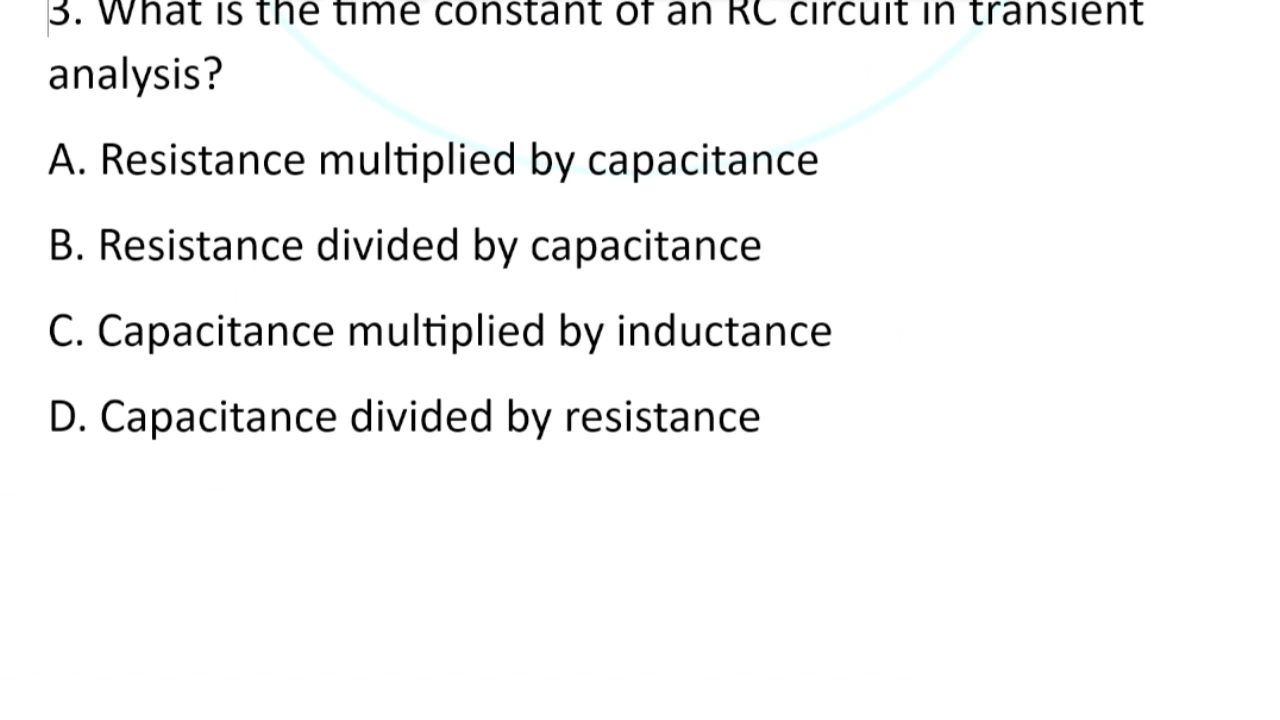 3. What is the time constant of an RC circuit in transient
analysis?
A. Resistance multiplied by capacitance
B. Resistance divided by capacitance
C. Capacitance multiplied by inductance
D. Capacitance divided by resistance